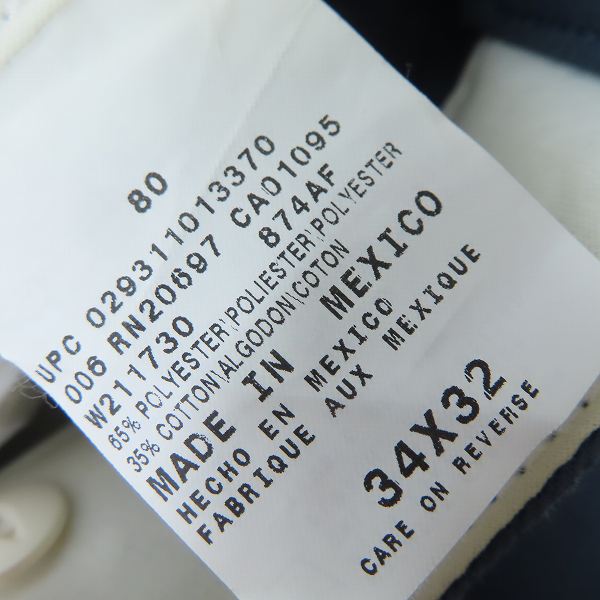 80
UPC 029311013370
006 RN20697 CA01095
W211730 874AF
65% POLYESTER/POLIESTER/POLYESTER
35% COTTON/ALGODON/COTON
MADE IN MEXICO
HECHO EN MEXICO
FABRIQUE AUX MEXIQUE
34X32
CARE ON REVERSE